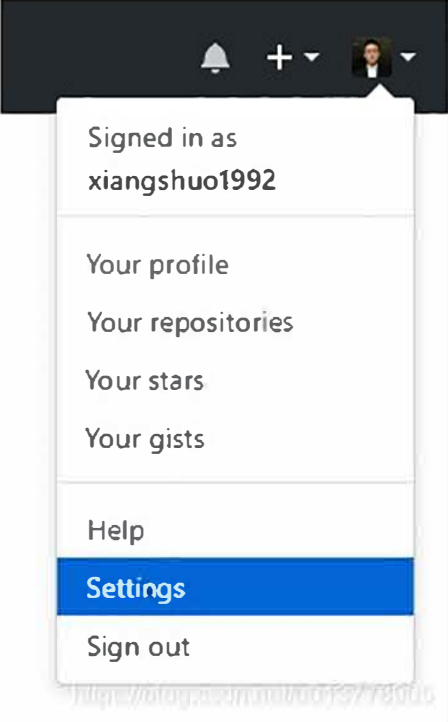 Signed in as
xiangshuo1992
Your profile
Your repositories
Your stars
Your gists
Help
Settings
Sign out